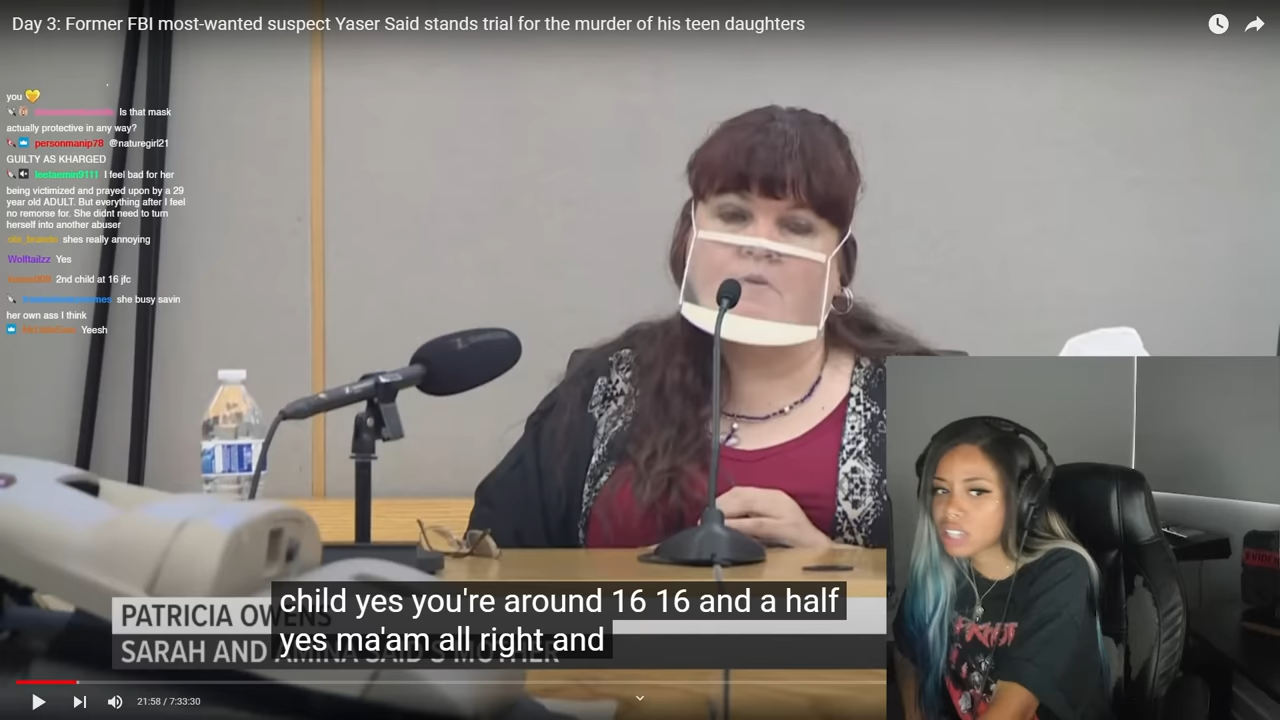 Day 3: Former FBI most-wanted suspect Yaser Said stands trial for the murder of his teen daughters
you 💛
Is that mask
actually protective in any way?
personmanip78 @naturegirl21
GUILTY AS KHARGED
leetaemin9111 I feel bad for her
being victimized and prayed upon by a 29
year old ADULT. But everything after I feel
no remorse for. She didnt need to turn
herself into another abuser
shes really annoying
Wolftailzz Yes
2nd child at 16 jfc
she busy savin
her own ass I think
Yeesh
child yes you're around 16 16 and a half
yes ma'am all right and
PATRICIA OWENS
SARAH AND AMINA SAID'S MOTHER
21:58 / 7:33:30